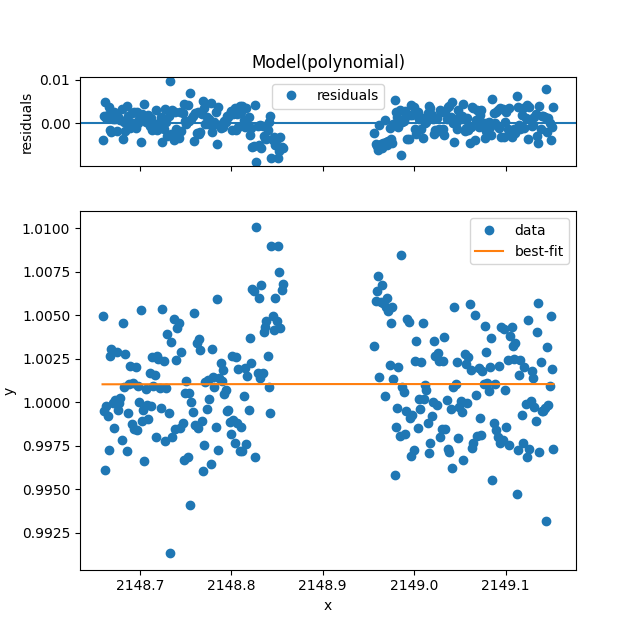 Model(polynomial)
0.01
0.00
residuals
residuals
1.0100
1.0075
1.0050
1.0025
1.0000
0.9975
0.9950
0.9925
y
data
best-fit
2148.7 2148.8 2148.9 2149.0 2149.1
x